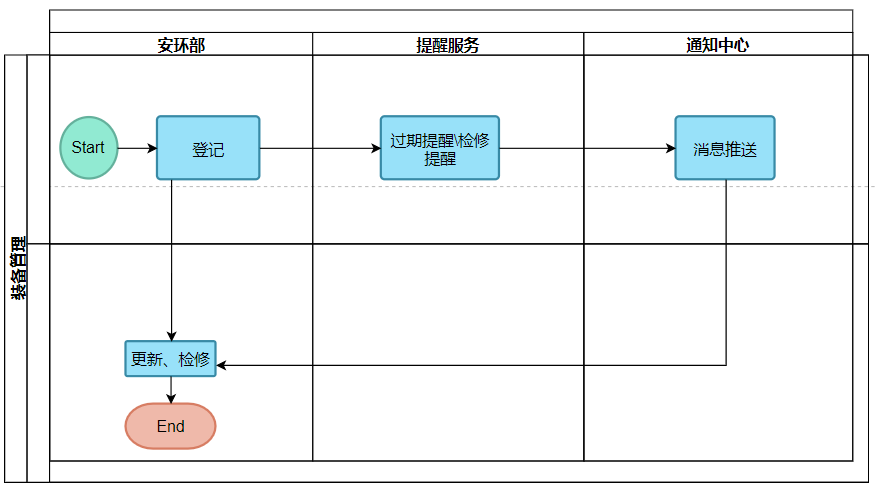 安环部
提醒服务
通知中心
Start
登记
过期提醒\检修
提醒
消息推送
装备管理
更新、检修
End